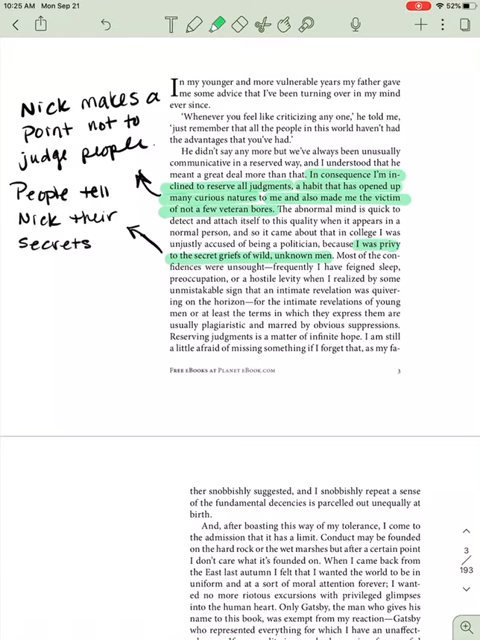 10:25 AM Mon Sep 21
52%
Nick makes a
point not to
judge people.
People tell
Nick their
secrets
In my younger and more vulnerable years my father gave
me some advice that I've been turning over in my mind
ever since.
'Whenever you feel like criticizing any one,' he told me,
'just remember that all the people in this world haven't had
the advantages that you've had.'
He didn't say any more but we've always been unusually
communicative in a reserved way, and I understood that he
meant a great deal more than that. In consequence I'm in-
clined to reserve all judgments, a habit that has opened up
many curious natures to me and also made me the victim
of not a few veteran bores. The abnormal mind is quick to
detect and attach itself to this quality when it appears in a
normal person, and so it came about that in college I was
unjustly accused of being a politician, because I was privy
to the secret griefs of wild, unknown men. Most of the con-
fidences were unsought—frequently I have feigned sleep,
preoccupation, or a hostile levity when I realized by some
unmistakable sign that an intimate revelation was quiver-
ing on the horizon—for the intimate revelations of young
men or at least the terms in which they express them are
usually plagiaristic and marred by obvious suppressions.
Reserving judgments is a matter of infinite hope. I am still
a little afraid of missing something if I forget that, as my fa-
Free eBooks at Planet eBook.com
3
ther snobbishly suggested, and I snobbishly repeat a sense
of the fundamental decencies is parcelled out unequally at
birth.
And, after boasting this way of my tolerance, I come to
the admission that it has a limit. Conduct may be founded
on the hard rock or the wet marshes but after a certain point
I don't care what it's founded on. When I came back from
the East last autumn I felt that I wanted the world to be in
uniform and at a sort of moral attention forever; I want-
ed no more riotous excursions with privileged glimpses
into the human heart. Only Gatsby, the man who gives his
name to this book, was exempt from my reaction—Gatsby
who represented everything for which I have an unaffect-
3
193